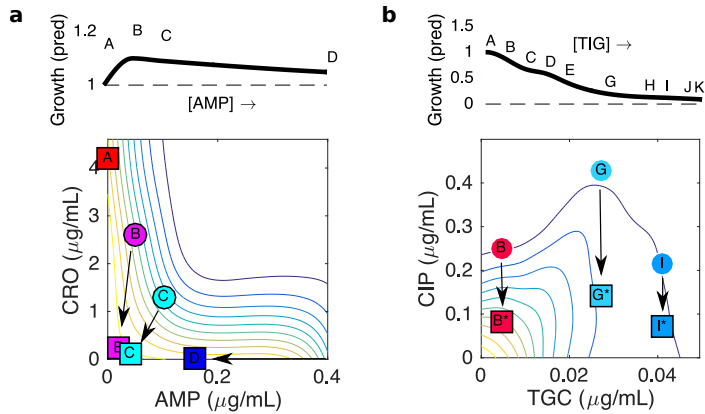 a
Growth (pred)
1.2
1
A
B
C
D
[AMP] →
CRO (μg/mL)
4
3
2
1
0
A
B
C
B
C
D
0
0.2
0.4
AMP (μg/mL)
b
Growth (pred)
1.5
1
0.5
0
[TIG] →
A
B
C
D
E
G
H
I
J
K
CIP (μg/mL)
0.4
0.3
0.2
0.1
0
G
B
I
G*
B*
I*
0
0.02
0.04
TGC (μg/mL)